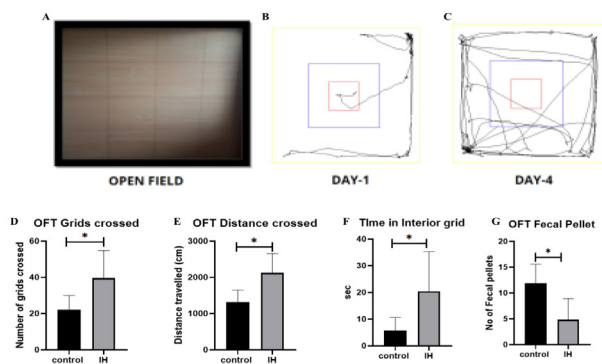 A
B
C
OPEN FIELD
DAY-1
DAY-4
D
OFT Grids crossed
Number of grids crossed
60
40
20
0
*
control
IH
E
OFT Distance crossed
Distance travelled (cm)
3000
2000
1000
0
*
control
IH
F
TIme in Interior grid
sec
40
30
20
10
0
*
control
IH
G
OFT Fecal Pellet
No of Fecal pellets
20
15
10
5
0
*
control
IH